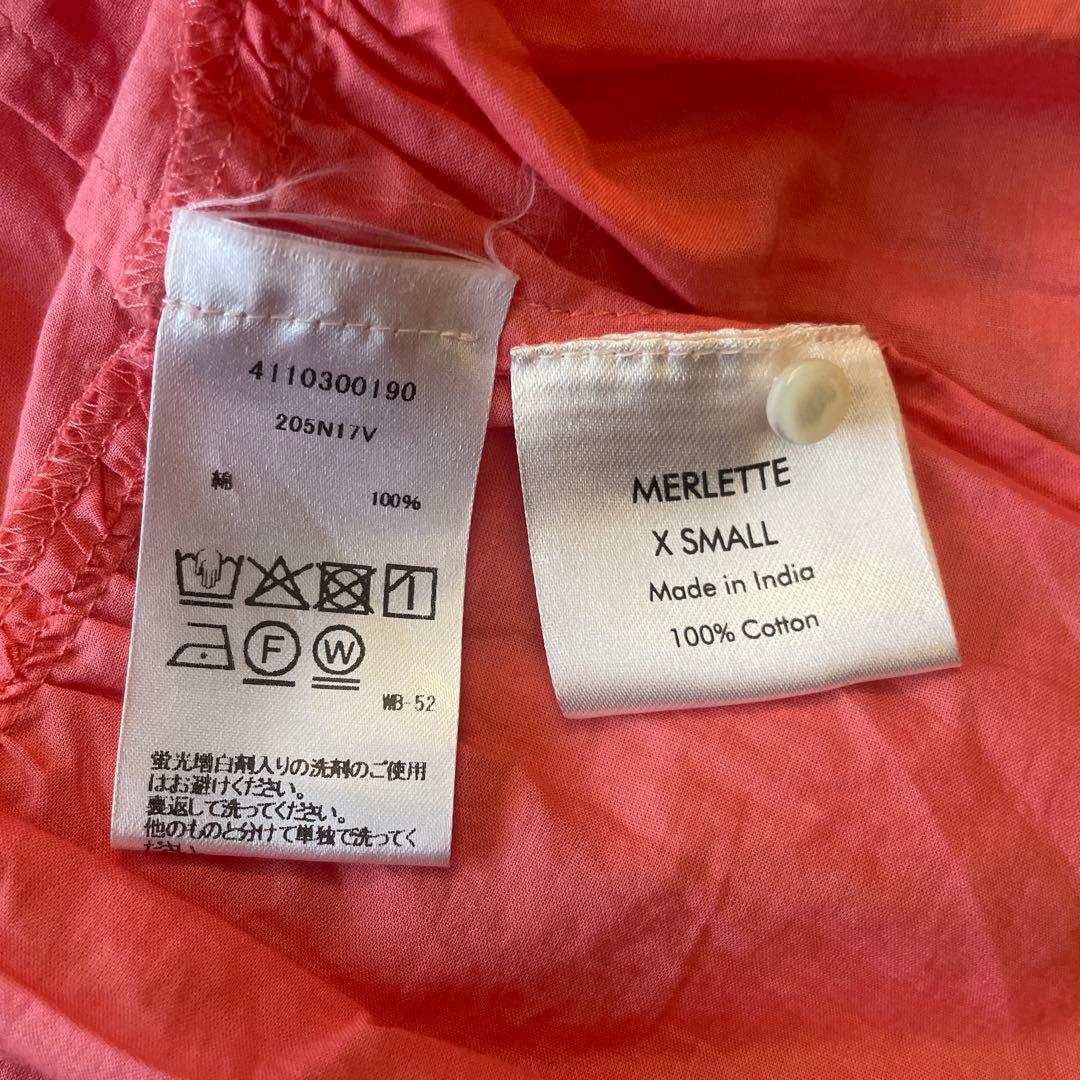 4110300190
205N17V
綿 100%
F W
WB-52
蛍光増白剤入りの洗剤のご使用
はお避けください。
裏返して洗ってください。
他のものと分けて単独で洗ってく
ださい。
MERLETTE
X SMALL
Made in India
100% Cotton